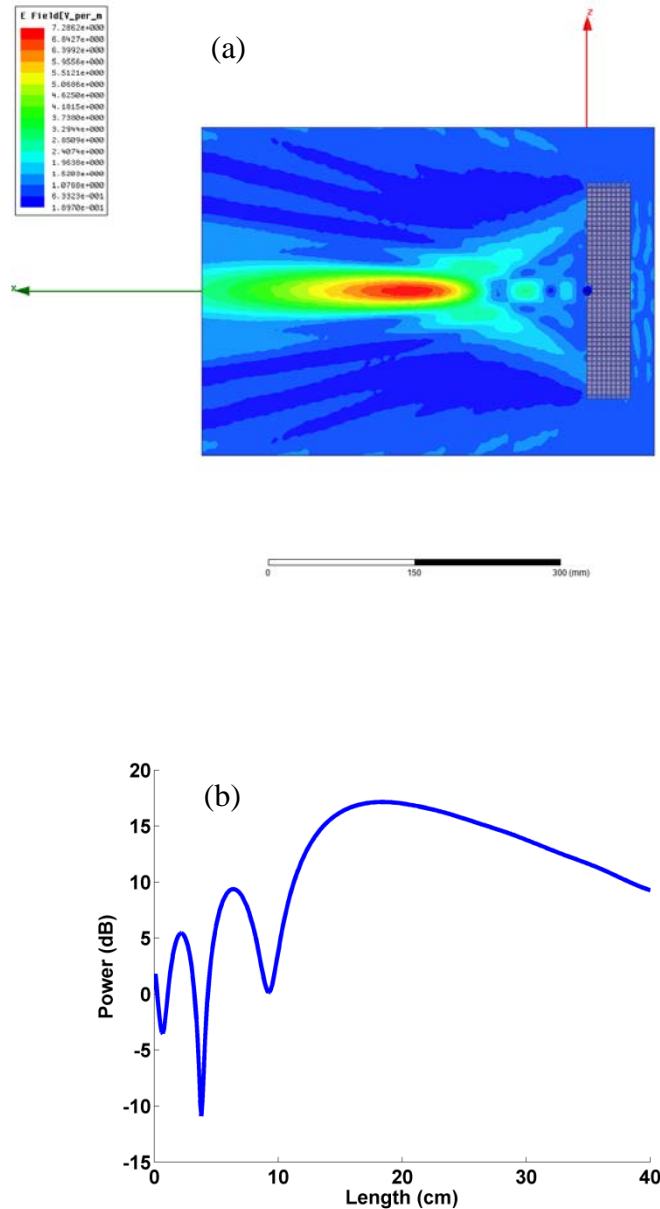 E Field[V_per_m
7.2862e+000
6.8427e+000
6.3992e+000
5.9556e+000
5.5121e+000
5.0686e+000
4.6250e+000
4.1815e+000
3.7380e+000
3.2944e+000
2.8509e+000
2.4074e+000
1.9638e+000
1.5203e+000
1.0768e+000
6.3323e-001
1.8970e-001
(a)
z
x
0
150
300 (mm)
(b)
20
15
10
5
0
-5
-10
-15
Power (dB)
0
10
20
30
40
Length (cm)